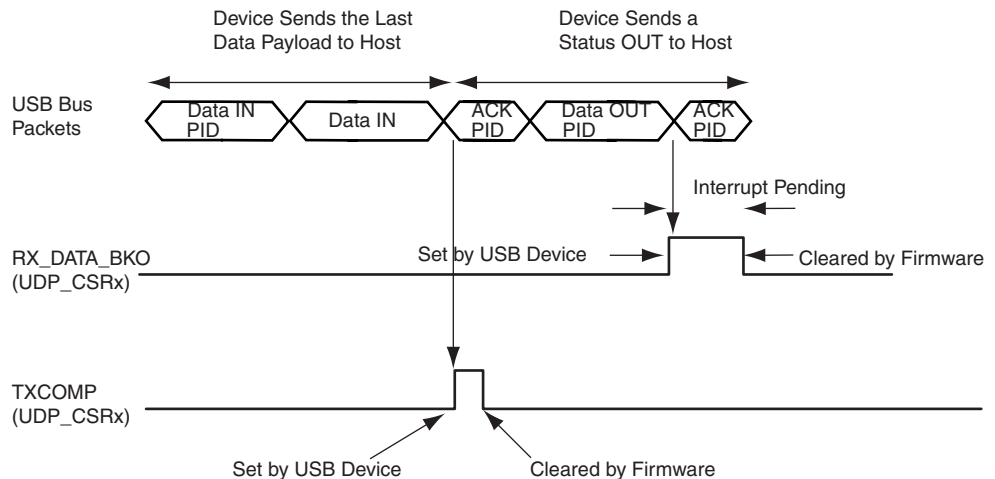 Device Sends the Last
Data Payload to Host
Device Sends a
Status OUT to Host
USB Bus
Packets
Data IN
PID
Data IN
ACK
PID
Data OUT
PID
ACK
PID
Interrupt Pending
RX_DATA_BKO
(UDP_CSRx)
Set by USB Device
Cleared by Firmware
TXCOMP
(UDP_CSRx)
Set by USB Device
Cleared by Firmware